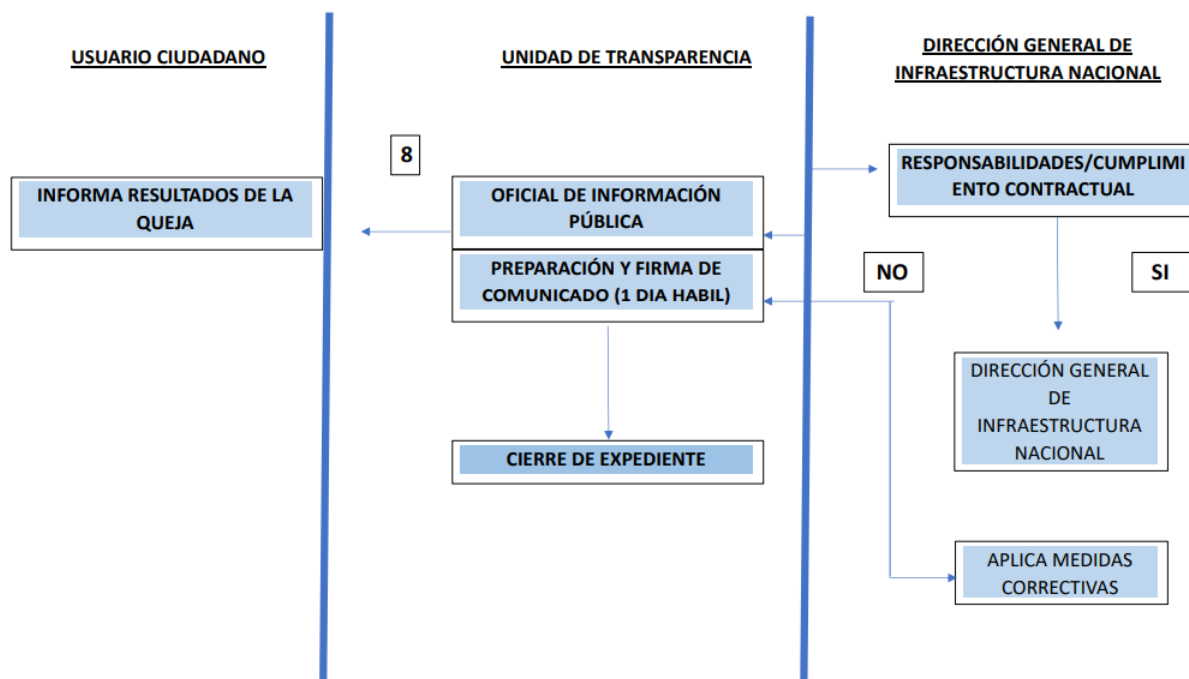 USUARIO CIUDADANO
UNIDAD DE TRANSPARENCIA
DIRECCIÓN GENERAL DE
INFRAESTRUCTURA NACIONAL
8
INFORMA RESULTADOS DE LA
QUEJA
OFICIAL DE INFORMACIÓN
PÚBLICA
PREPARACIÓN Y FIRMA DE
COMUNICADO (1 DIA HABIL)
CIERRE DE EXPEDIENTE
RESPONSABILIDADES/CUMPLIMI
ENTO CONTRACTUAL
NO
SI
DIRECCIÓN GENERAL
DE
INFRAESTRUCTURA
NACIONAL
APLICA MEDIDAS
CORRECTIVAS